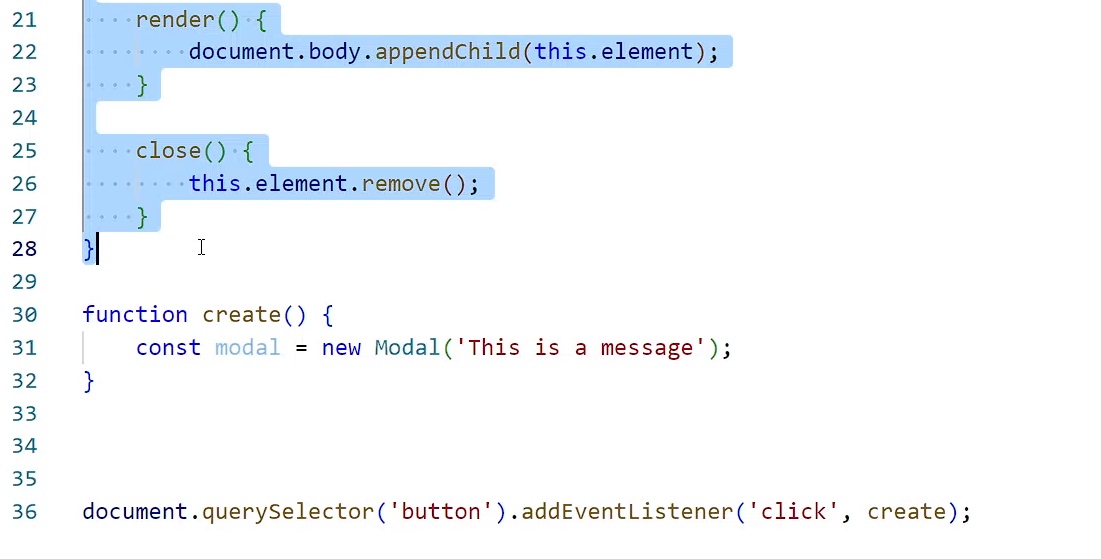 21 render() {
22 document.body.appendChild(this.element);
23 }
24
25 close() {
26 this.element.remove();
27 }
28 }
29
30 function create() {
31 const modal = new Modal('This is a message');
32 }
33
34
35
36 document.querySelector('button').addEventListener('click', create);